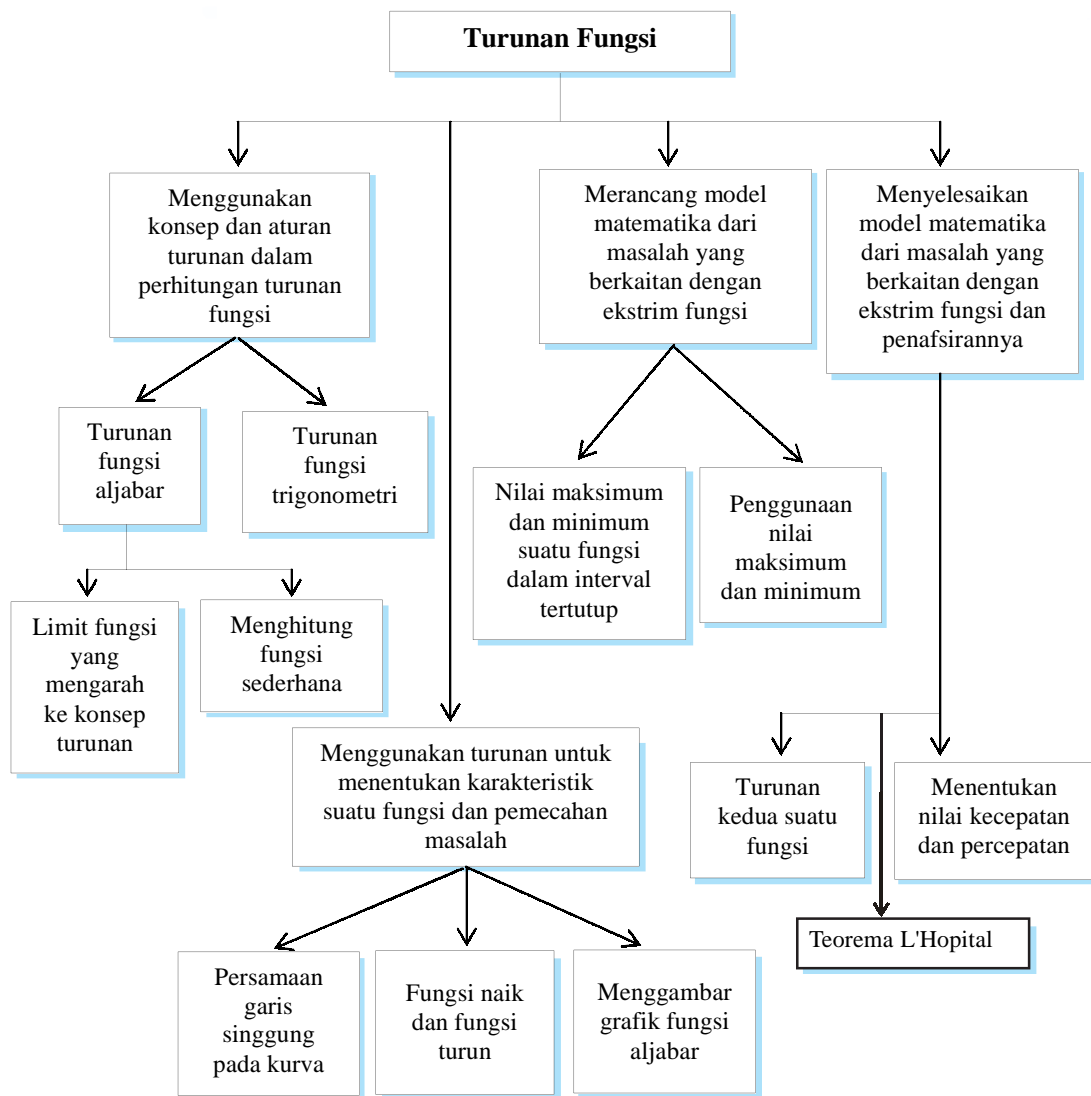 Turunan Fungsi
Menggunakan
konsep dan aturan
turunan dalam
perhitungan turunan
fungsi
Merancang model
matematika dari
masalah yang
berkaitan dengan
ekstrim fungsi
Menyelesaikan
model matematika
dari masalah yang
berkaitan dengan
ekstrim fungsi dan
penafsirannya
Turunan
fungsi
aljabar
Turunan
fungsi
trigonometri
Nilai maksimum
dan minimum
suatu fungsi
dalam interval
tertutup
Penggunaan
nilai
maksimum
dan minimum
Limit fungsi
yang
mengarah
ke konsep
turunan
Menghitung
fungsi
sederhana
Menggunakan turunan untuk
menentukan karakteristik
suatu fungsi dan pemecahan
masalah
Turunan
kedua suatu
fungsi
Menentukan
nilai kecepatan
dan percepatan
Teorema L'Hopital
Persamaan
garis
singgung
pada kurva
Fungsi naik
dan fungsi
turun
Menggambar
grafik fungsi
aljabar